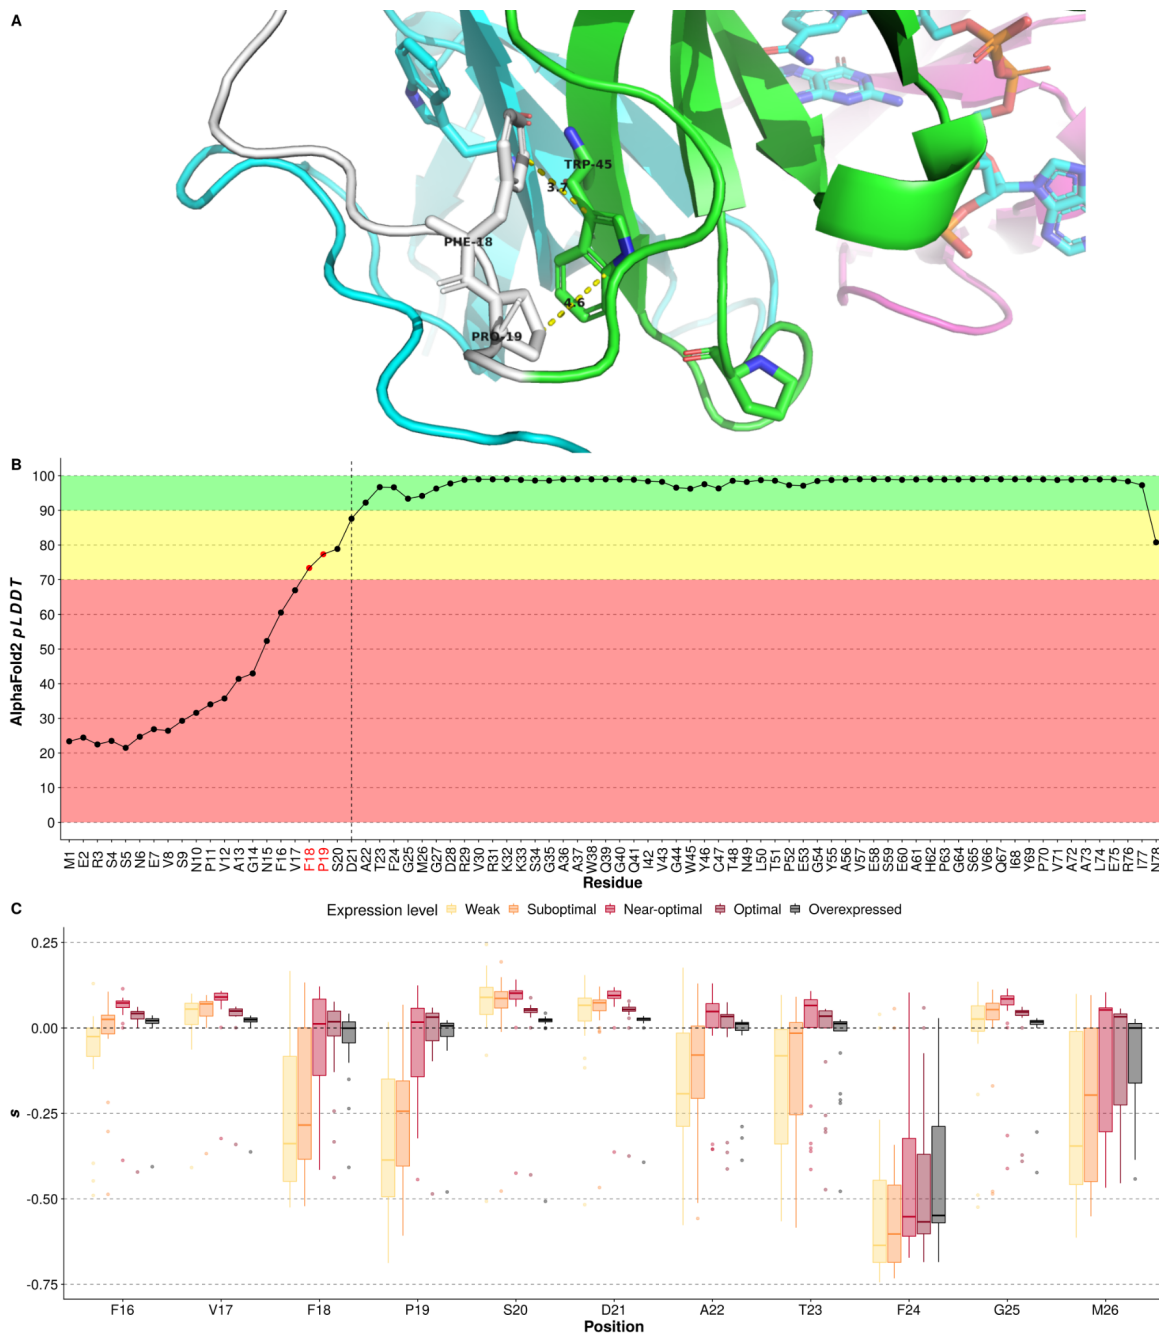 A
TRP-45
3.7
PHE-18
4.6
PRO-19
B
AlphaFold2 pLDDT
100
90
80
70
60
50
40
30
20
10
0
M1 E2 R3 S4 S5 N6 E7 V8 S9 N10 P11 V12 A13 G14 N15 F16 V17 F18 P19 S20 D21 A22 T23 F24 G25 M26 G27 D28 R29 V30 R31 K32 K33 S34 G35 A36 A37 W38 Q39 G40 Q41 I42 V43 G44 W45 Y46 C47 T48 N49 L50 T51 P52 E53 G54 Y55 A56 V57 E58 S59 E60 A61 H62 P63 G64 S65 V66 Q67 I68 Y69 P70 V71 A72 A73 L74 E75 R76 I77 N78
Residue
C
Expression level Weak Suboptimal Near-optimal Optimal Overexpressed
s
0.25
0.00
-0.25
-0.50
-0.75
F16 V17 F18 P19 S20 D21 A22 T23 F24 G25 M26
Position